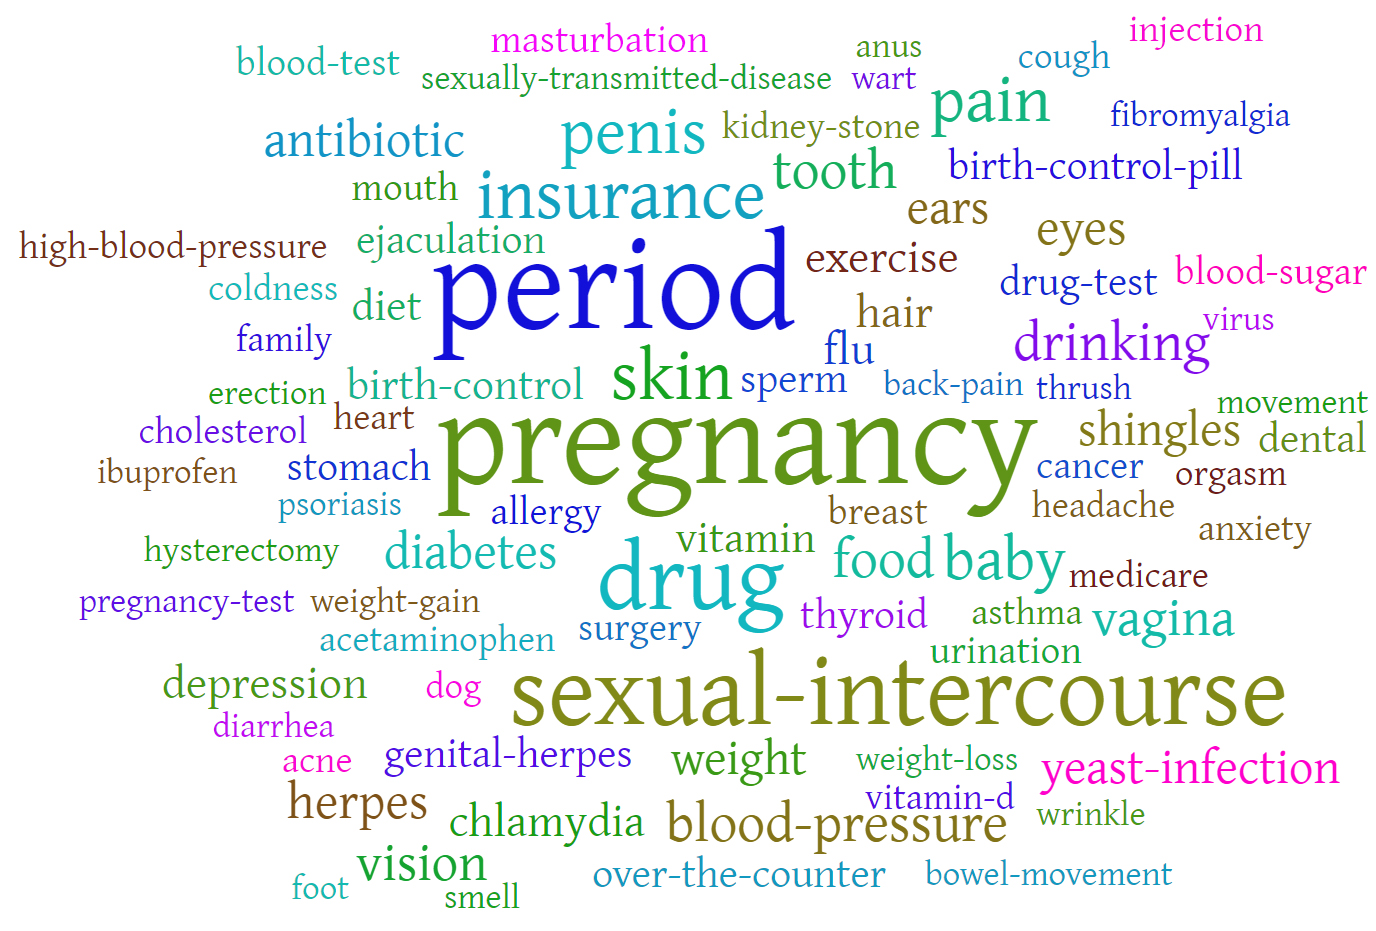 injection
masturbation
anus
blood-test
cough
sexually-transmitted-disease
wart
pain
fibromyalgia
antibiotic
penis
kidney-stone
tooth
birth-control-pill
mouth
insurance
ears
eyes
high-blood-pressure
ejaculation
period
exercise
drug-test
blood-sugar
coldness
diet
hair
virus
family
flu
drinking
erection
birth-control
skin
sperm
back-pain
thrush
movement
cholesterol
heart
pregnancy
shingles
dental
ibuprofen
stomach
cancer
orgasm
psoriasis
allergy
breast
headache
anxiety
hysterectomy
diabetes
vitamin
food
baby
drug
medicare
pregnancy-test
weight-gain
thyroid
asthma
vagina
acetaminophen
surgery
urination
depression
dog
sexual-intercourse
diarrhea
acne
genital-herpes
weight
weight-loss
yeast-infection
herpes
vitamin-d
chlamydia
blood-pressure
wrinkle
vision
foot
smell
over-the-counter
bowel-movement